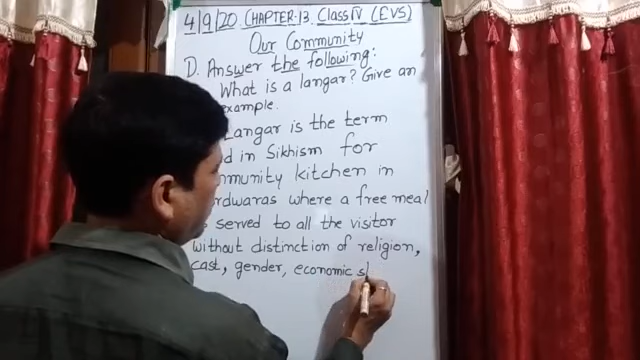 4/9/20 CHAPTER:13. Class IV (EVS)
Our Community
D. Answer the following:
What is a langar? Give an
example.
Langar is the term
in Sikhism for
kitchen in
where a free meal
served to all the visitor
without distinction of religion,
cast, gender, economic